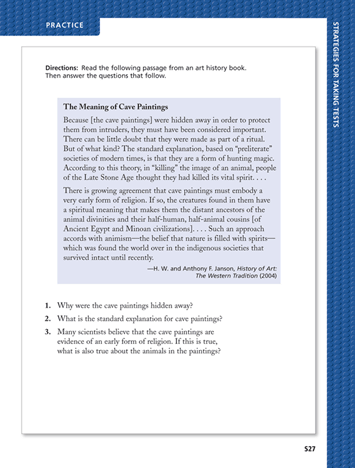 PRACTICE
STRATEGIES FOR TAKING TESTS
Directions: Read the following passage from an art history book.
Then answer the questions that follow.
The Meaning of Cave Paintings
Because [the cave paintings] were hidden away in order to protect
them from intruders, they must have been considered important.
There can be little doubt that they were made as part of a ritual.
But of what kind? The standard explanation, based on “preliterate”
societies of modern times, is that they are a form of hunting magic.
According to this theory, in “killing” the image of an animal, people
of the Late Stone Age thought they had killed its vital spirit. . . .
There is growing agreement that cave paintings must embody a
very early form of religion. If so, the creatures found in them have
a spiritual meaning that makes them the distant ancestors of the
animal divinities and their half-human, half-animal cousins [of
Ancient Egypt and Minoan civilizations]. . . . Such an approach
accords with animism—the belief that nature is filled with spirits—
which was found the world over in the indigenous societies that
survived intact until recently.
—H. W. and Anthony F. Janson, History of Art:
The Western Tradition (2004)
1. Why were the cave paintings hidden away?
2. What is the standard explanation for cave paintings?
3. Many scientists believe that the cave paintings are
evidence of an early form of religion. If this is true,
what is also true about the animals in the paintings?
S27